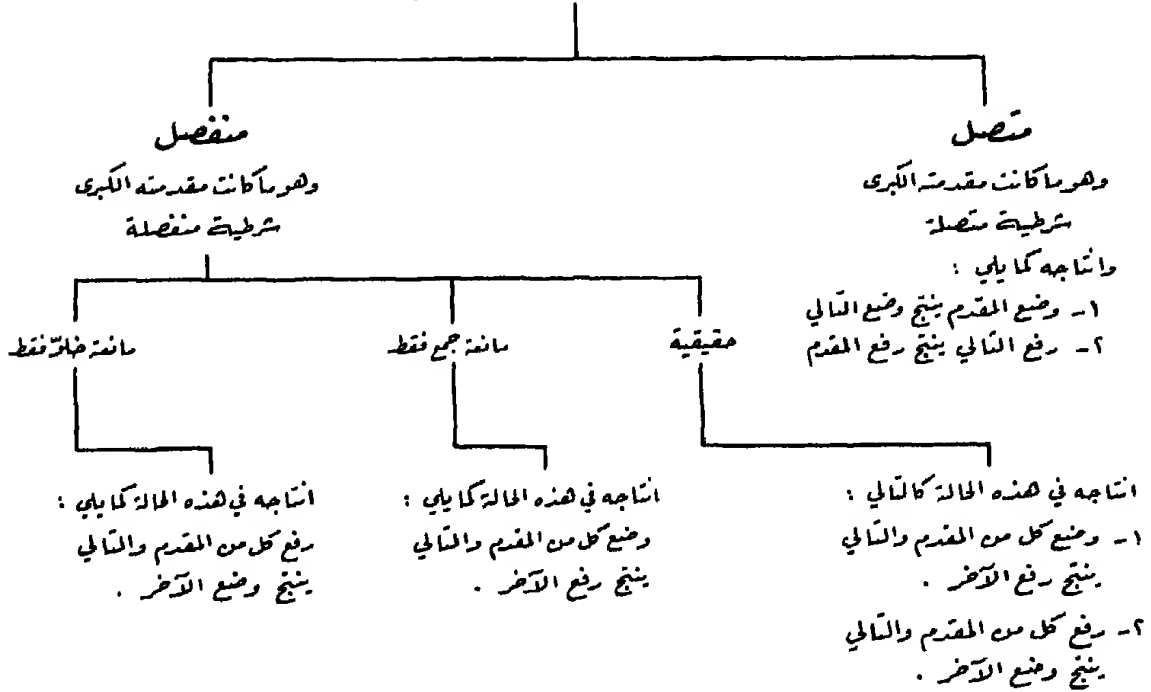 متصل
وهو ما كانت مقدمته الكبرى
شرطية متصلة
وانتاجه كما يلي :
١- وضع المقدم ينتج وضع التالي
٢- رفع التالي ينتج رفع المقدم
منفصل
وهو ما كانت مقدمته الكبرى
شرطية منفصلة
حقيقية
مانعة جمع فقط
مانعة خلوّ فقط
انتاجه في هذه الحالة كالتالي :
١- وضع كل من المقدم والتالي
ينتج رفع الآخر .
٢- رفع كل من المقدم والتالي
ينتج وضع الآخر .
انتاجه في هذه الحالة كما يلي :
وضع كل من المقدم والتالي
ينتج رفع الآخر .
انتاجه في هذه الحالة كما يلي :
رفع كل من المقدم والتالي
ينتج وضع الآخر .